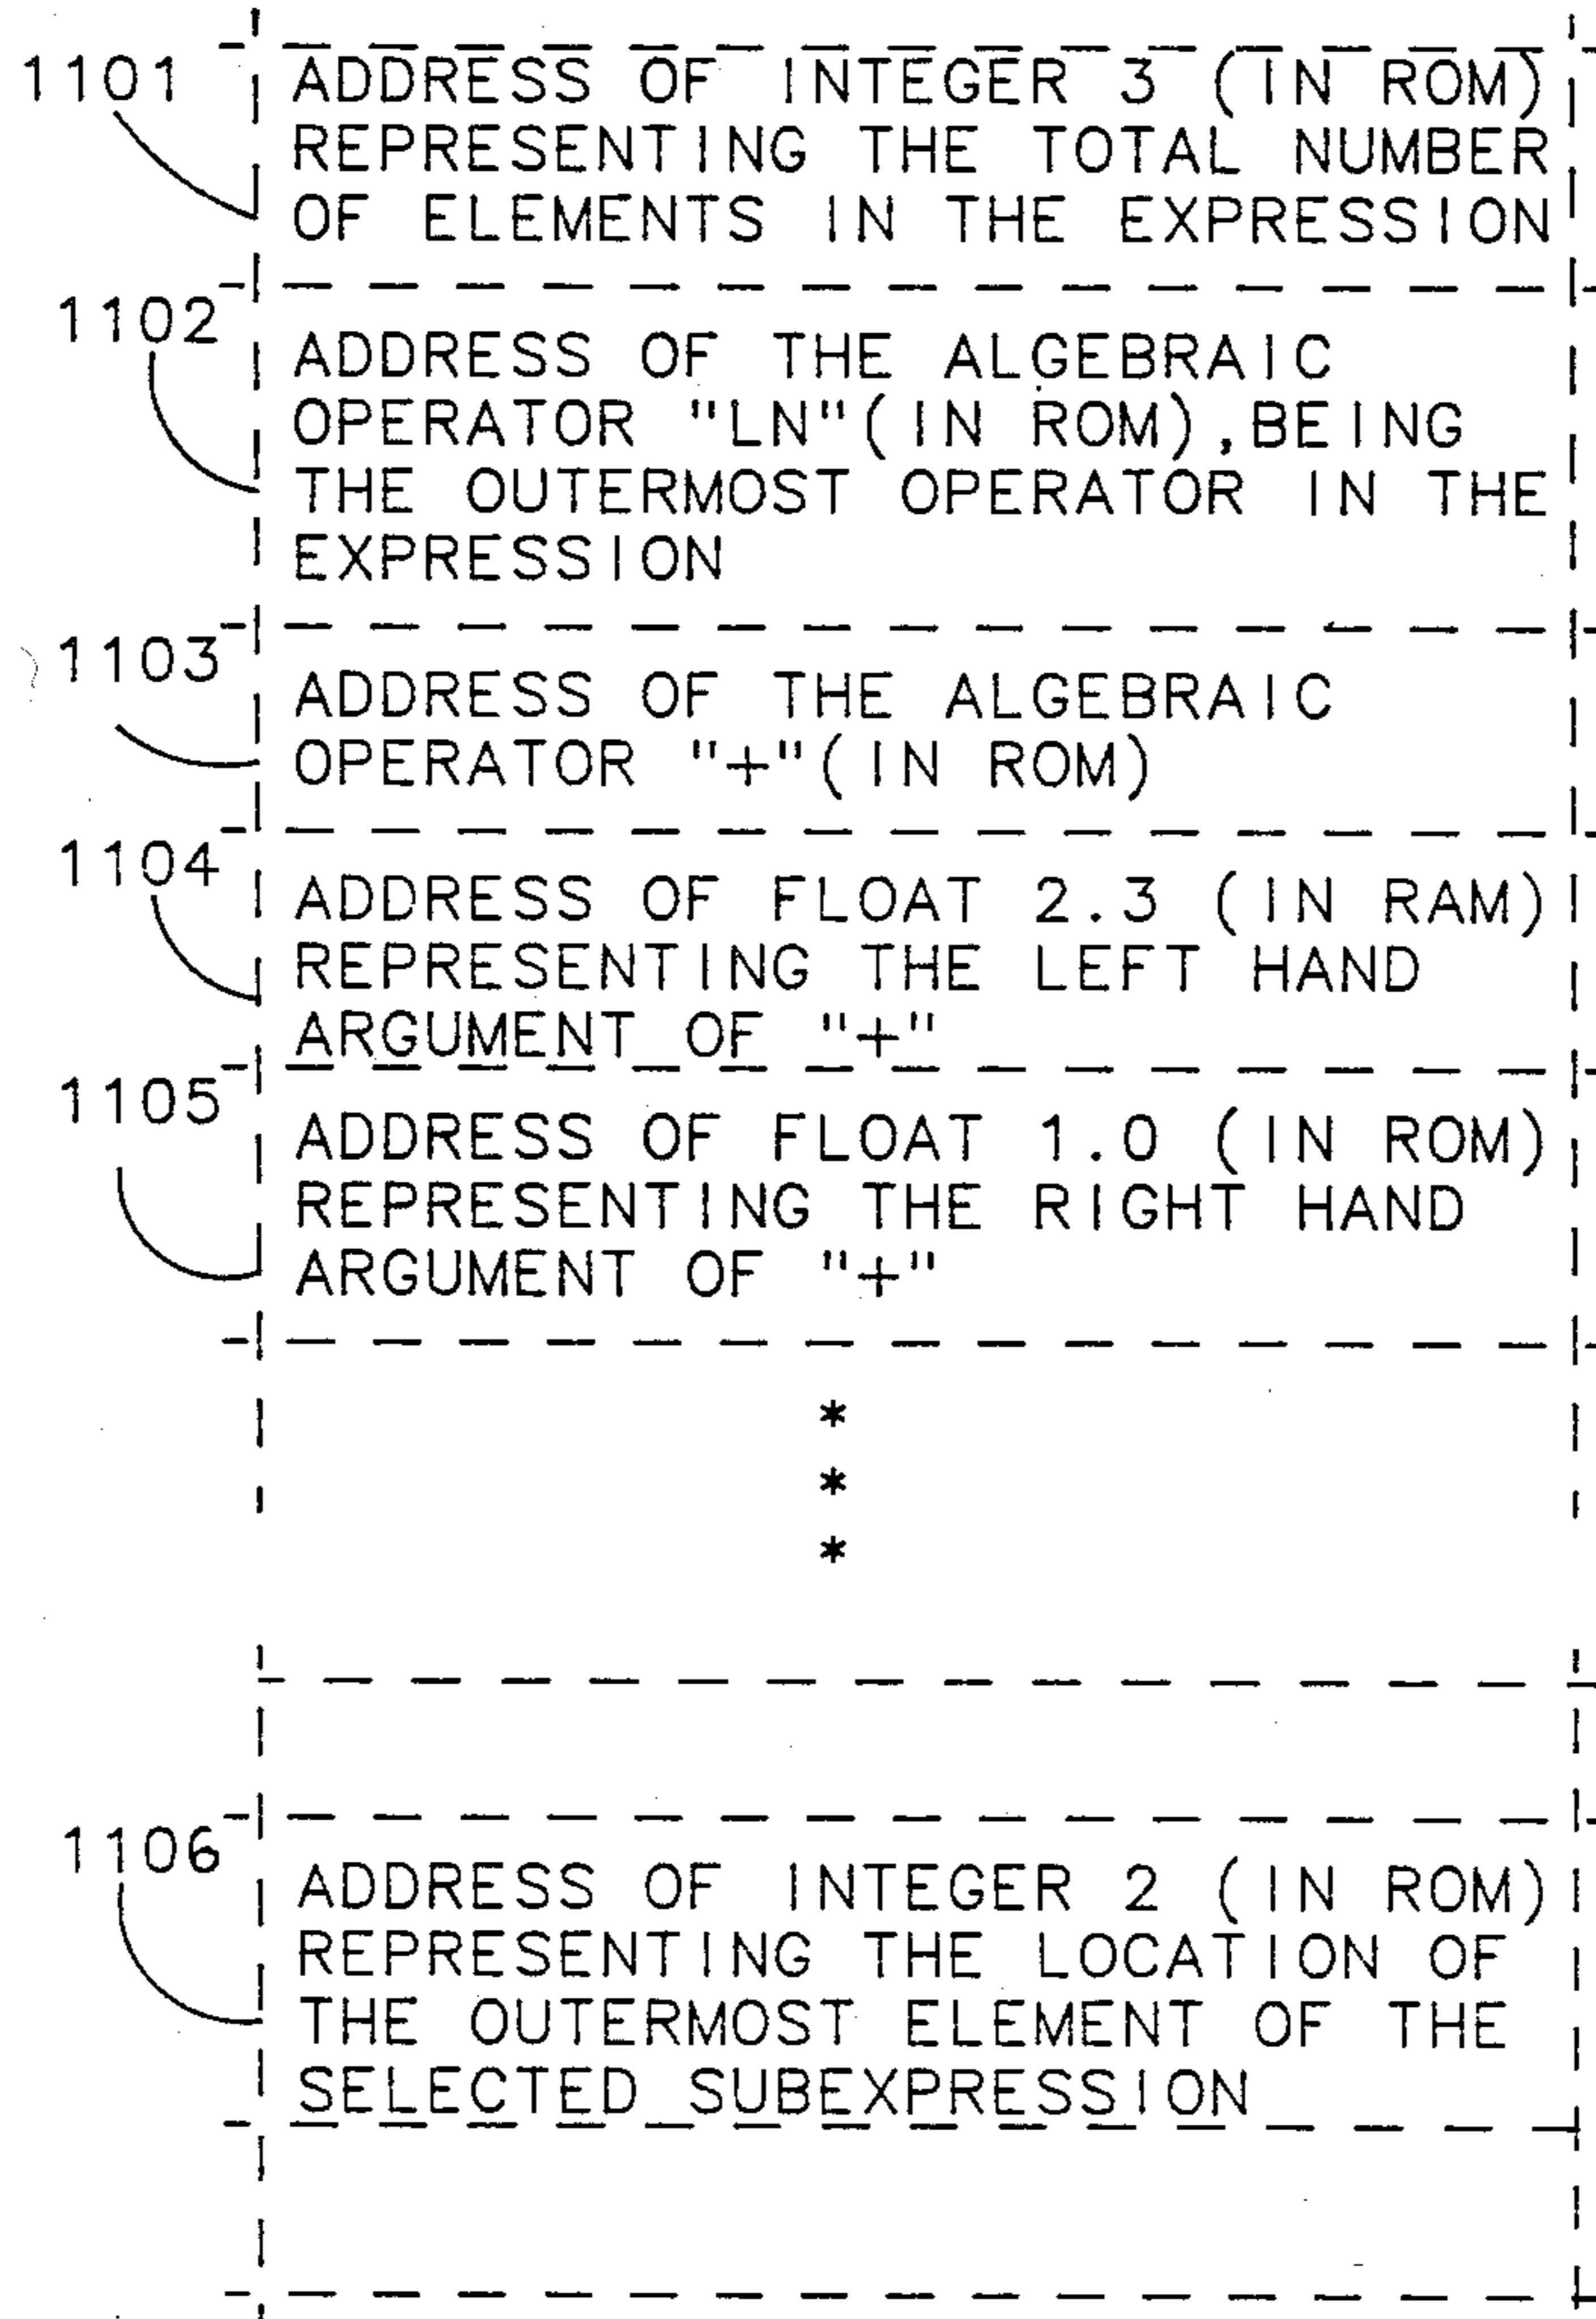 1101
ADDRESS OF INTEGER 3 (IN ROM)
REPRESENTING THE TOTAL NUMBER
OF ELEMENTS IN THE EXPRESSION
1102
ADDRESS OF THE ALGEBRAIC
OPERATOR "LN"(IN ROM),BEING
THE OUTERMOST OPERATOR IN THE
EXPRESSION
1103
ADDRESS OF THE ALGEBRAIC
OPERATOR "+"(IN ROM)
1104
ADDRESS OF FLOAT 2.3 (IN RAM)
REPRESENTING THE LEFT HAND
ARGUMENT OF "+"
1105
ADDRESS OF FLOAT 1.0 (IN ROM)
REPRESENTING THE RIGHT HAND
ARGUMENT OF "+"
*
*
*
1106
ADDRESS OF INTEGER 2 (IN ROM)
REPRESENTING THE LOCATION OF
THE OUTERMOST ELEMENT OF THE
SELECTED SUBEXPRESSION